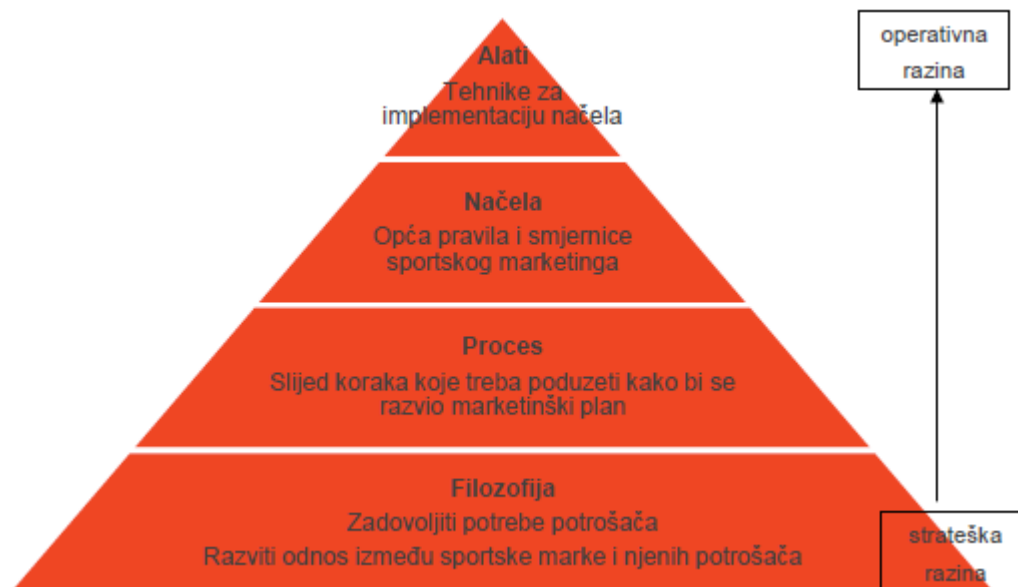 Alati
Tehnike za
implementaciju načela
operativna
razina
Načela
Opća pravila i smjernice
sportskog marketinga
Proces
Slijed koraka koje treba poduzeti kako bi se
razvio marketinški plan
Filozofija
Zadovoljiti potrebe potrošača
Razviti odnos između sportske marke i njenih potrošača
strateška
razina